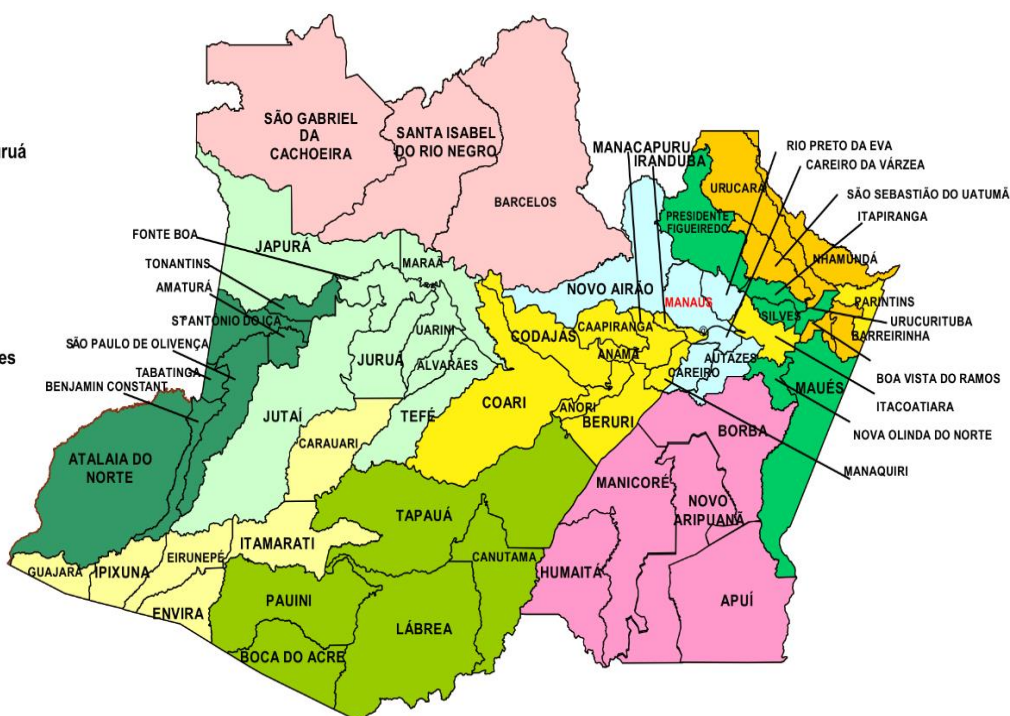 SÃO GABRIEL
DA
CACHOEIRA
SANTA ISABEL
DO RIO NEGRO
BARCELOS
MANACAPURU
IRANDUBA
RIO PRETO DA EVA
CAREIRO DA VÁRZEA
SÃO SEBASTIÃO DO UATUMÃ
ITAPIRANGA
URUCARÁ
PRESIDENTE
FIGUEIREDO
NHAMUNDÁ
ruá
FONTE BOA
JAPURÁ
MARAÃ
TONANTINS
AMATURÁ
NOVO AIRÃO
MANAUS
PARINTINS
SILVES
URUCURITUBA
BARREIRINHA
STº ANTÔNIO DO IÇA
SÃO PAULO DE OLIVENÇA
es
TABATINGA
BENJAMIN CONSTANT
UARINI
JURUÁ
ALVARÃES
CODAJÁS
CAAPIRANGA
ANAMÃ
AUTAZES
CAREIRO
BOA VISTA DO RAMOS
MAUÉS
ITACOATIARA
NOVA OLINDA DO NORTE
MANAQUIRI
COARI
ANORI
BERURI
JUTAÍ
TEFÉ
CARAUARI
BORBA
ATALAIA DO
NORTE
MANICORÉ
NOVO
ARIPUANÃ
TAPAUÁ
ITAMARATI
EIRUNEPÉ
CANUTAMA
GUAJARÁ
IPIXUNA
HUMAITÁ
ENVIRA
PAUINI
LÁBREA
APUÍ
BOCA DO ACRE